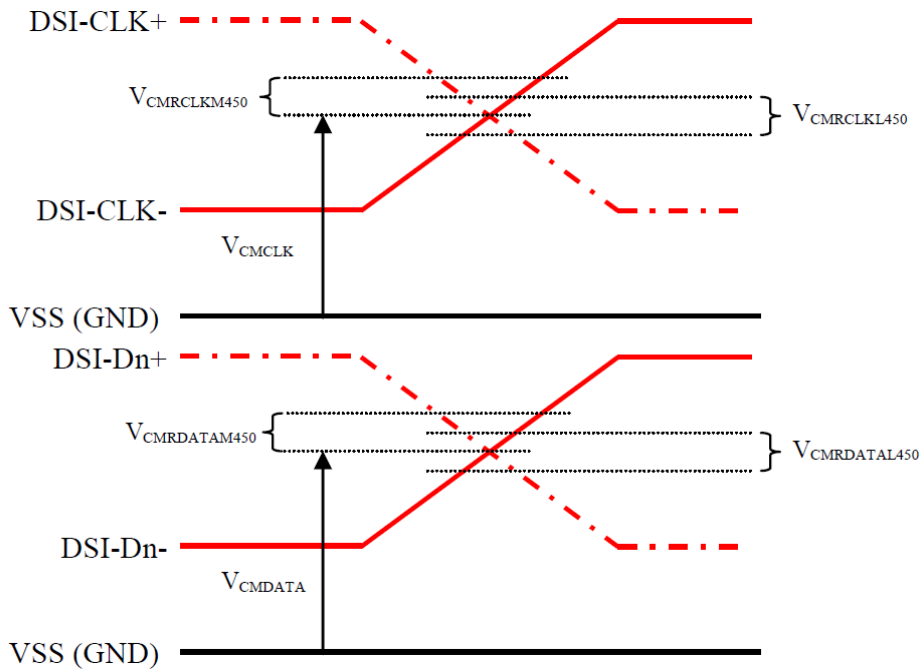 DSI-CLK+
VCMRCLKM450
VCMRCLKL450
DSI-CLK-
VCMCLK
VSS (GND)
DSI-Dn+
VCMRDATAM450
VCMRDATAL450
DSI-Dn-
VCMDATA
VSS (GND)